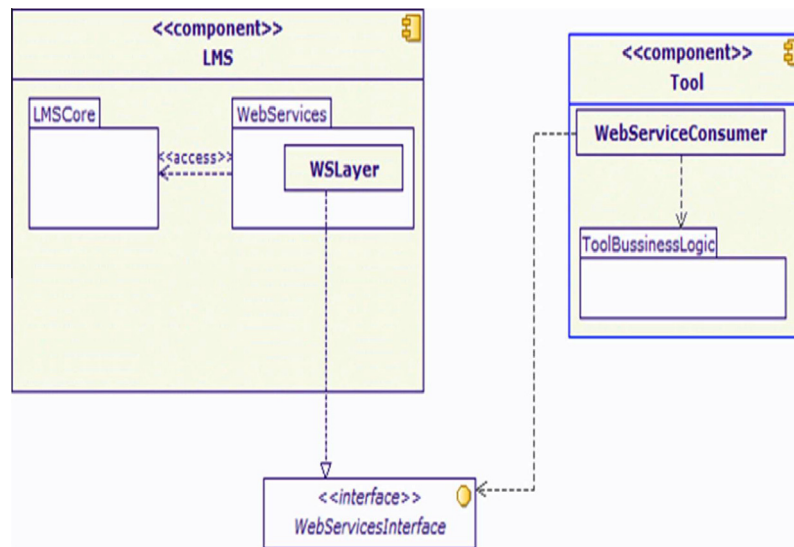 <<component>>
LMS
LMSCore
WebServices
<<access>>
WSLayer
<<component>>
Tool
WebServiceConsumer
ToolBussinessLogic
<<interface>>
WebServicesInterface